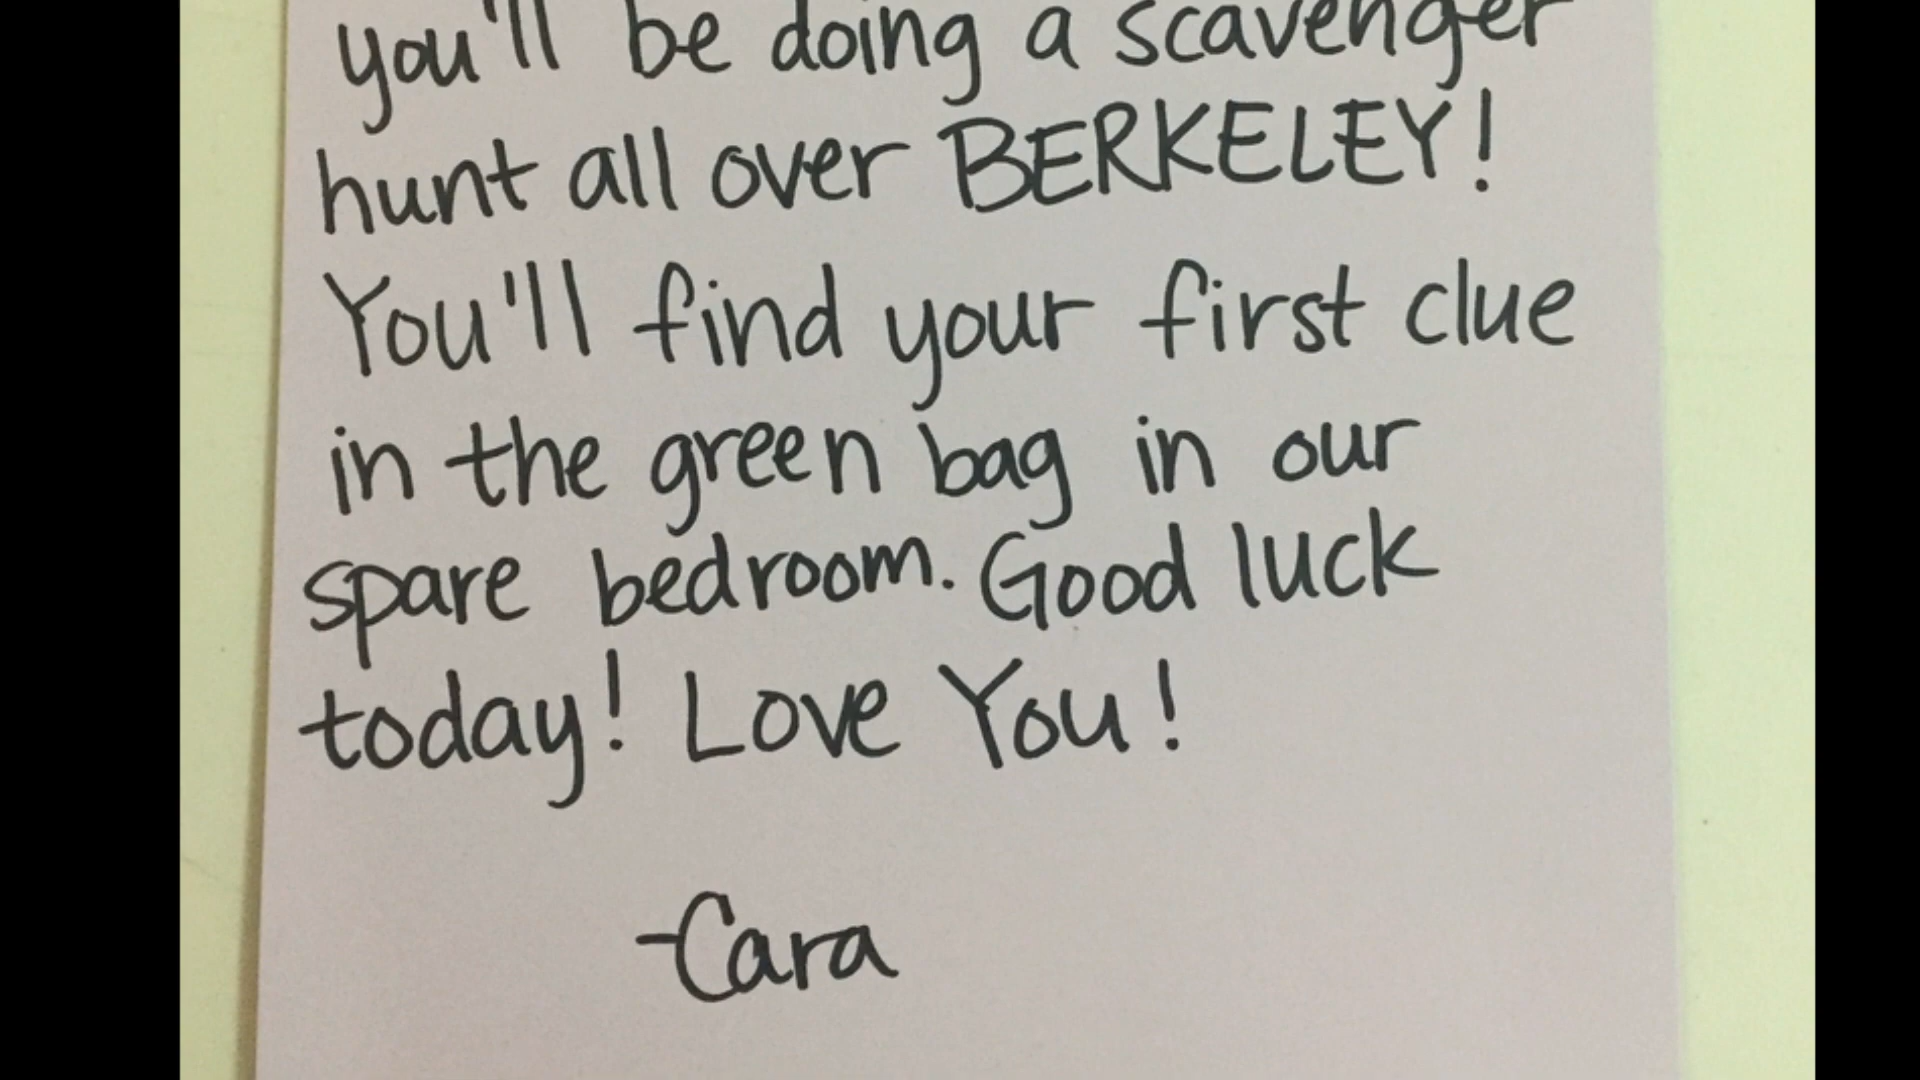 you'll be doing a scavenger
hunt all over BERKELEY!
You'll find your first clue
in the green bag in our
spare bedroom. Good luck
today! Love You!
-Cara